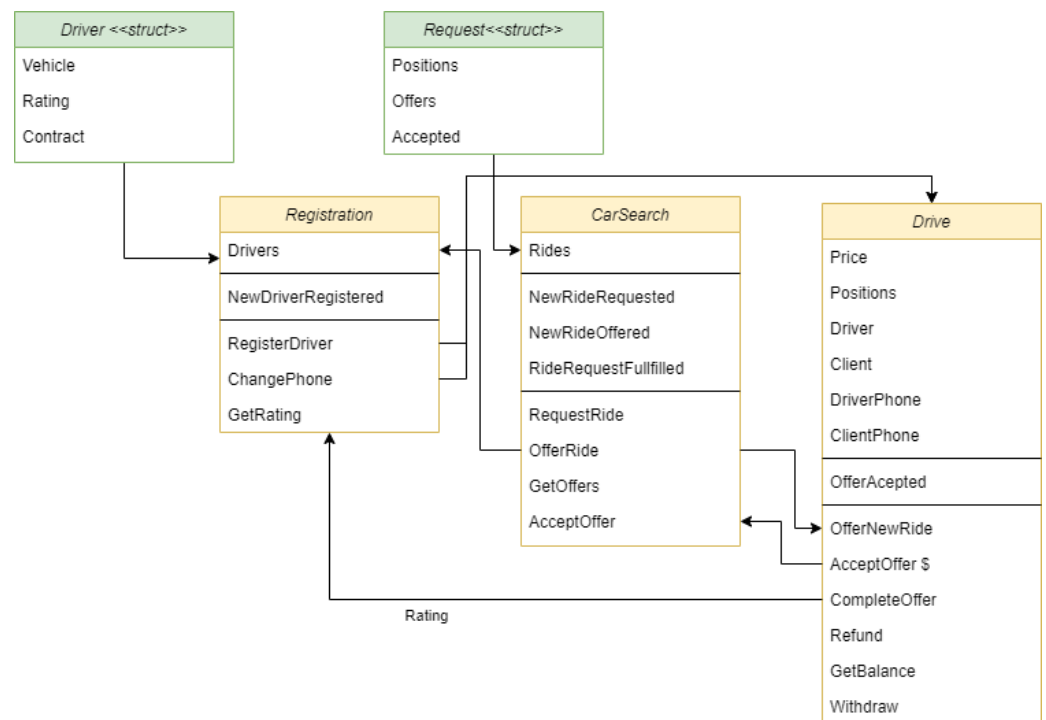 Driver <<struct>>
Vehicle
Rating
Contract
Request<<struct>>
Positions
Offers
Accepted
Registration
Drivers
NewDriverRegistered
RegisterDriver
ChangePhone
GetRating
CarSearch
Rides
NewRideRequested
NewRideOffered
RideRequestFullfilled
RequestRide
OfferRide
GetOffers
AcceptOffer
Drive
Price
Positions
Driver
Client
DriverPhone
ClientPhone
OfferAcepted
OfferNewRide
AcceptOffer $
CompleteOffer
Refund
GetBalance
Withdraw
Rating